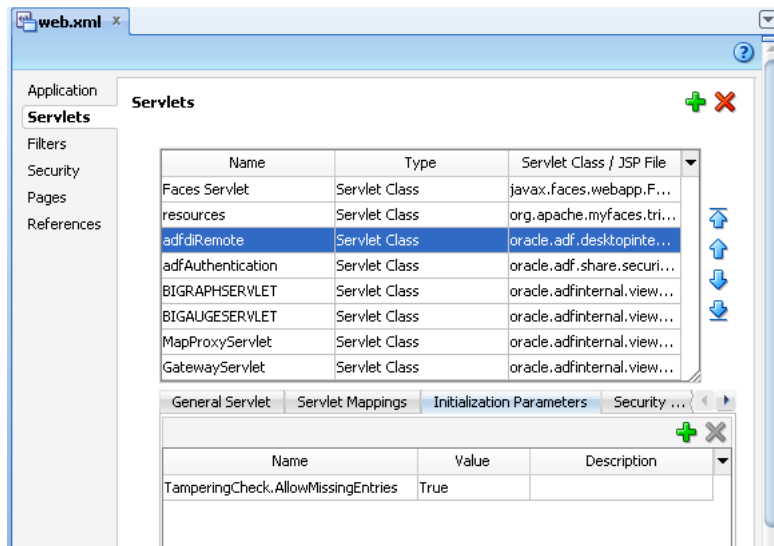 web.xml x
?
Application
Servlets
Filters
Security
Pages
References
Servlets
Name Type Servlet Class / JSP File
Faces Servlet Servlet Class javax.faces.webapp.F...
resources Servlet Class org.apache.myfaces.tri...
adfdiRemote Servlet Class oracle.adf.desktopinte...
adfAuthentication Servlet Class oracle.adf.share.securi...
BIGRAPHSERVLET Servlet Class oracle.adfinternal.view...
BIGAUGESERVLET Servlet Class oracle.adfinternal.view...
MapProxyServlet Servlet Class oracle.adfinternal.view...
GatewayServlet Servlet Class oracle.adfinternal.view...
General Servlet Servlet Mappings Initialization Parameters Security ...
Name Value Description
TamperingCheck.AllowMissingEntries True